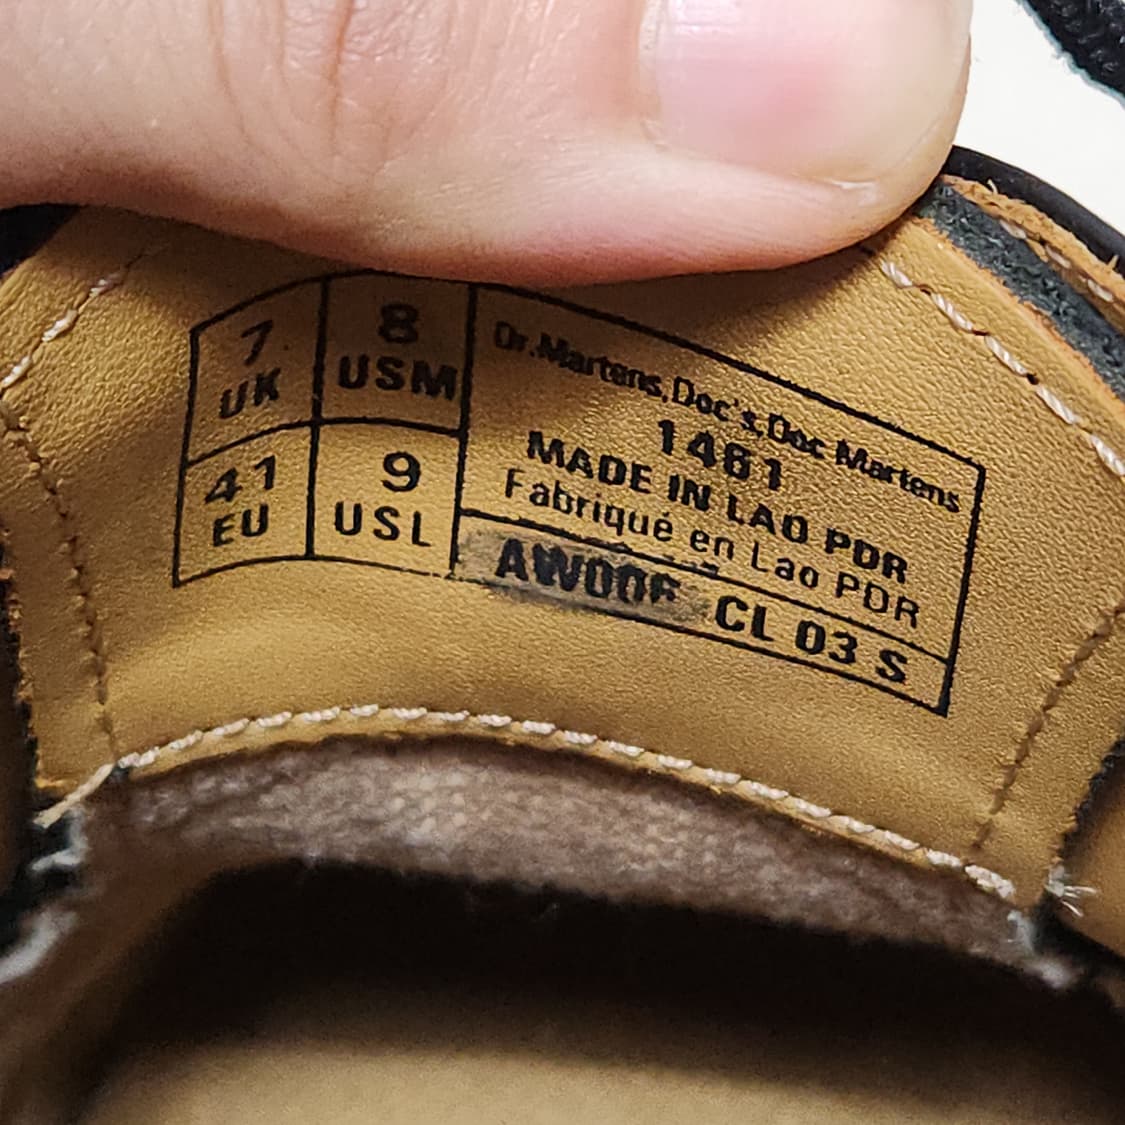 7
UK
8
USM
41
EU
9
USL
Dr.Martens,Doc's,Doc Martens
1461
MADE IN LAO PDR
Fabriqué en Lao PDR
CL 03 S